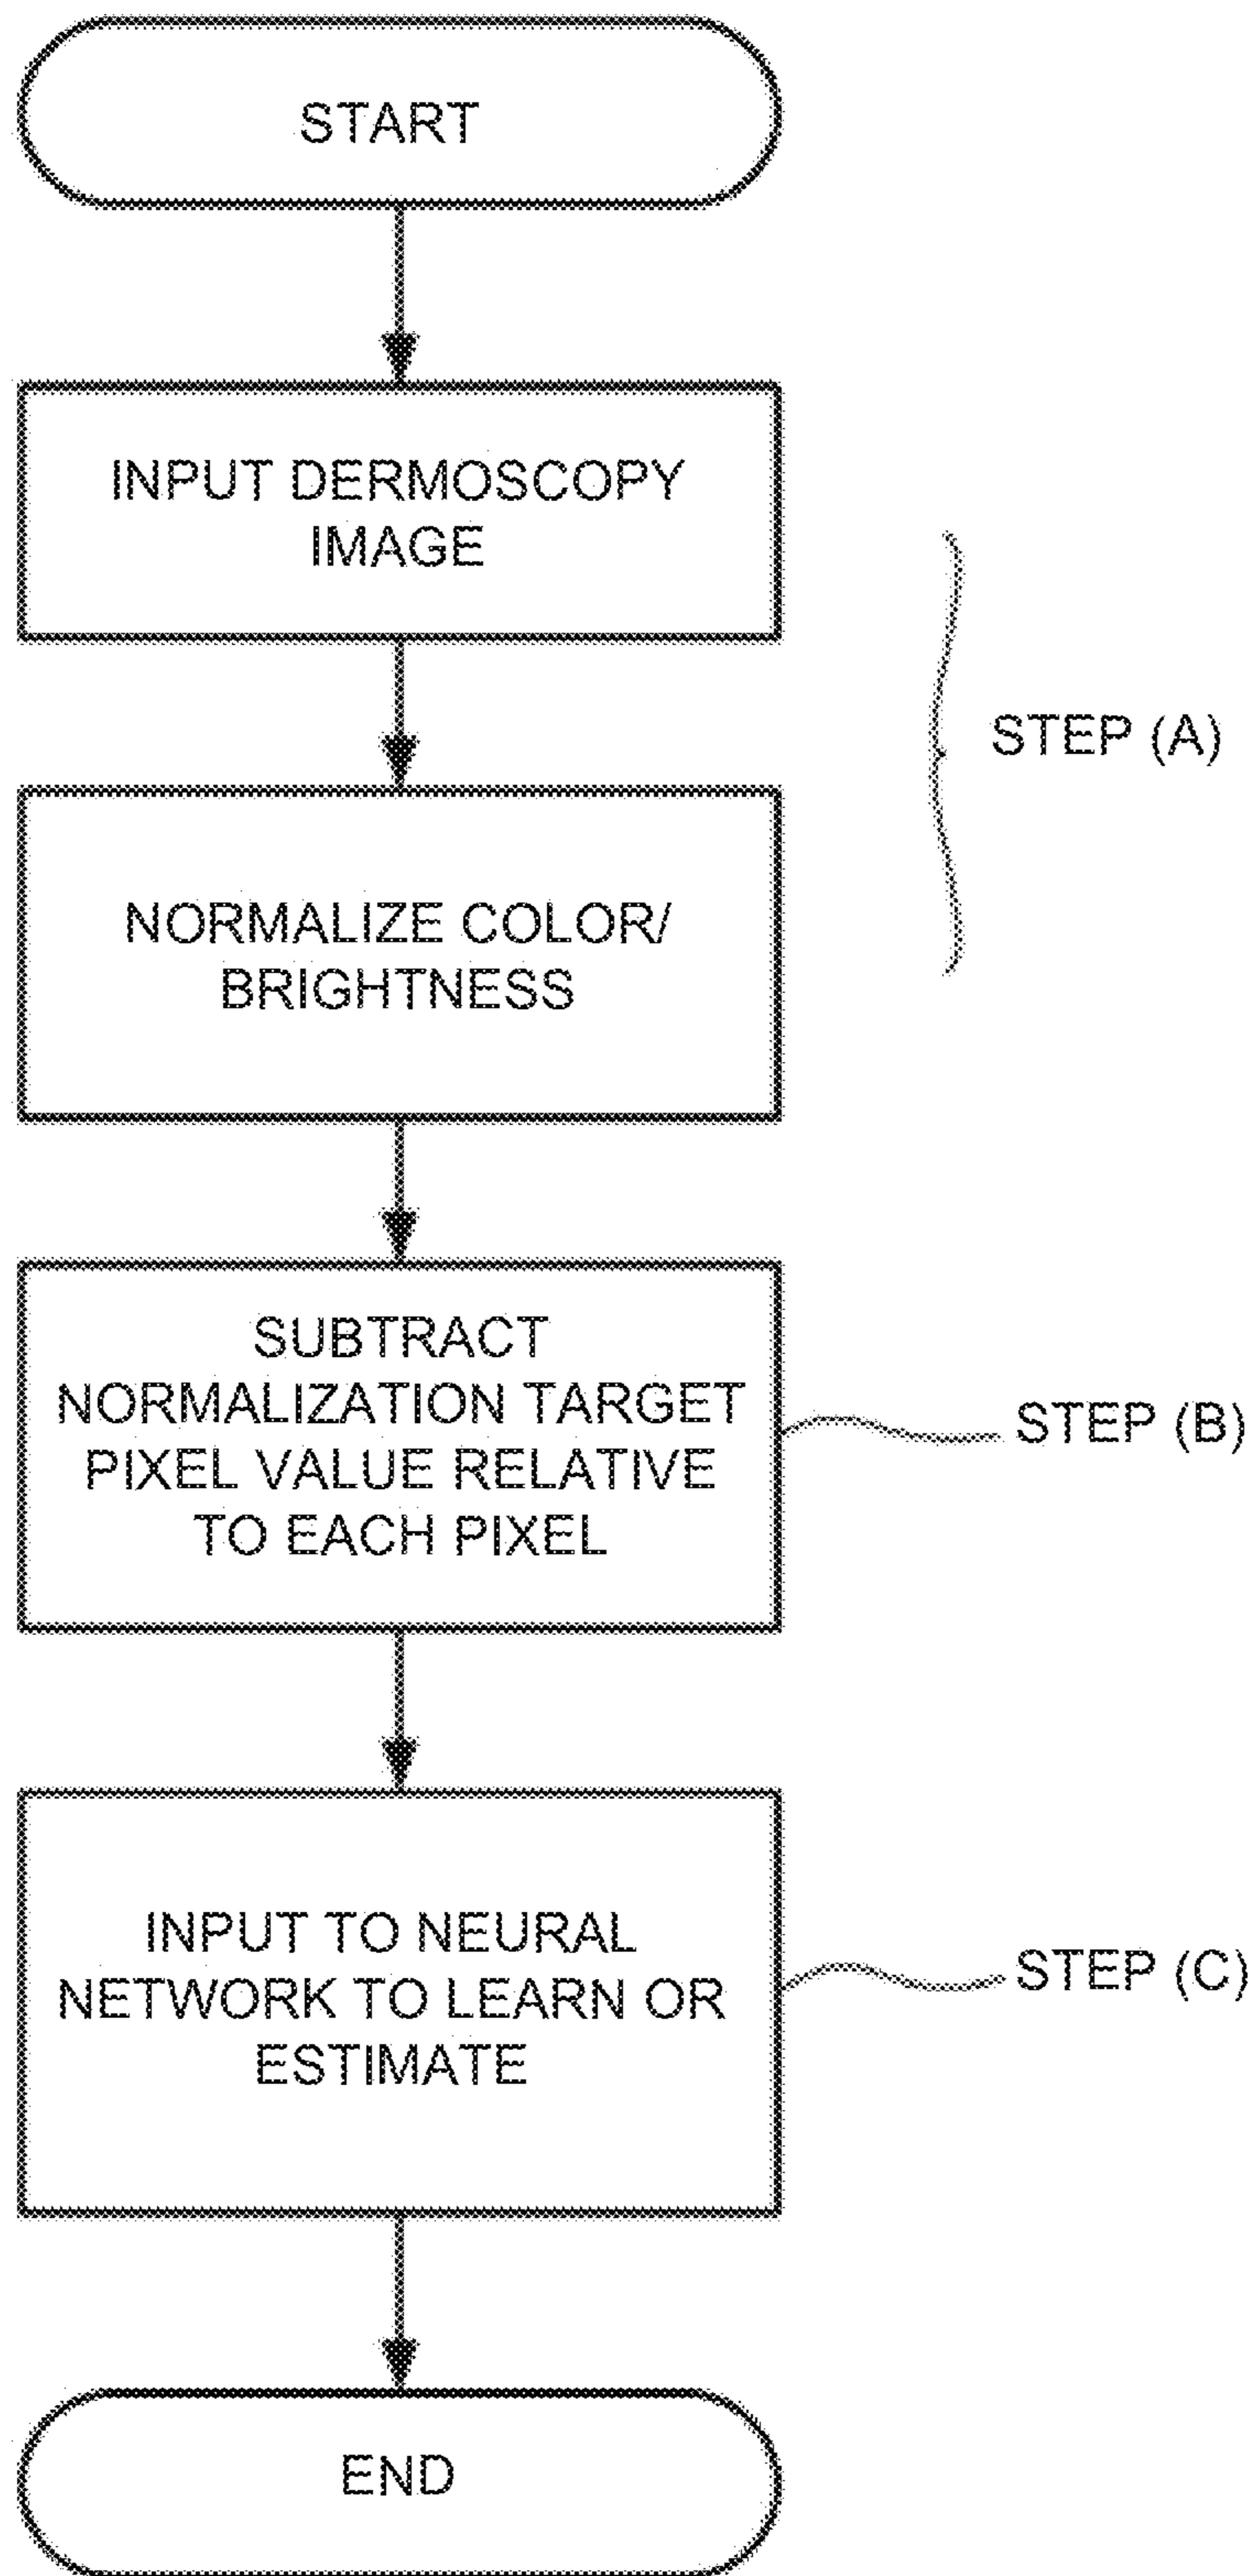 START
INPUT DERMOSCOPY
IMAGE
STEP (A)
NORMALIZE COLOR/
BRIGHTNESS
SUBTRACT
NORMALIZATION TARGET
PIXEL VALUE RELATIVE
TO EACH PIXEL
STEP (B)
INPUT TO NEURAL
NETWORK TO LEARN OR
ESTIMATE
STEP (C)
END